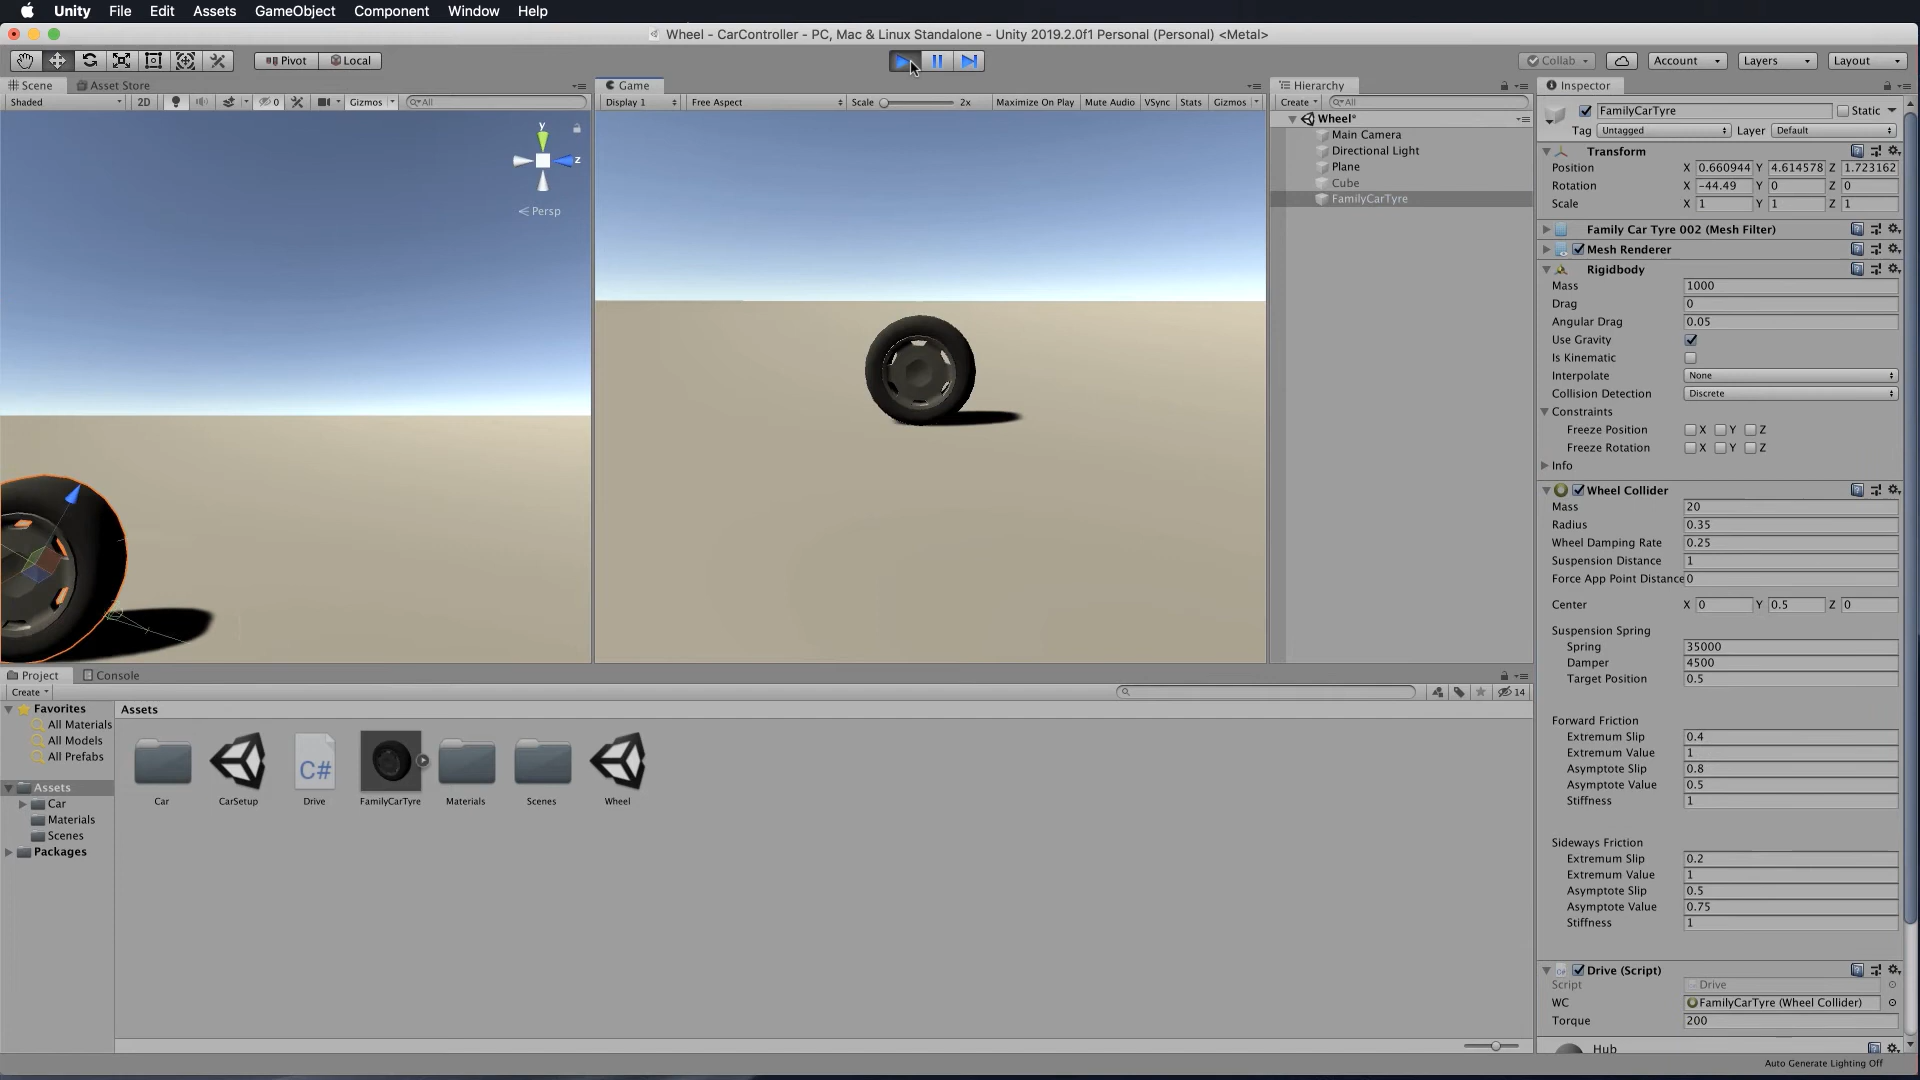 Unity File Edit Assets GameObject Component Window Help
Wheel - CarController - PC, Mac & Linux Standalone - Unity 2019.2.0f1 Personal (Personal) <Metal>
Pivot Local Collab Account Layers Layout
Scene Asset Store
Shaded 2D 0 Gizmos All
y
z
Persp
Game
Display 1 Free Aspect Scale 2x Maximize On Play Mute Audio VSync Stats Gizmos
Hierarchy
Create All
Wheel*
Main Camera
Directional Light
Plane
Cube
FamilyCarTyre
Inspector
FamilyCarTyre Static
Tag Untagged Layer Default
Transform
Position X 0.660944 Y 4.614578 Z 1.723162
Rotation X -44.49 Y 0 Z 0
Scale X 1 Y 1 Z 1
Family Car Tyre 002 (Mesh Filter)
Mesh Renderer
Rigidbody
Mass 1000
Drag 0
Angular Drag 0.05
Use Gravity
Is Kinematic
Interpolate None
Collision Detection Discrete
Constraints
Freeze Position X Y Z
Freeze Rotation X Y Z
Info
Wheel Collider
Mass 20
Radius 0.35
Wheel Damping Rate 0.25
Suspension Distance 1
Force App Point Distance 0
Center X 0 Y 0.5 Z 0
Suspension Spring
Spring 35000
Damper 4500
Target Position 0.5
Forward Friction
Extremum Slip 0.4
Extremum Value 1
Asymptote Slip 0.8
Asymptote Value 0.5
Stiffness 1
Sideways Friction
Extremum Slip 0.2
Extremum Value 1
Asymptote Slip 0.5
Asymptote Value 0.75
Stiffness 1
Drive (Script)
Script Drive
WC FamilyCarTyre (Wheel Collider)
Torque 200
Hub
Auto Generate Lighting Off
Project Console
Create 14
Favorites
All Materials
All Models
All Prefabs
Assets
Car
Materials
Scenes
Packages
Assets
C#
Car CarSetup Drive FamilyCarTyre Materials Scenes Wheel